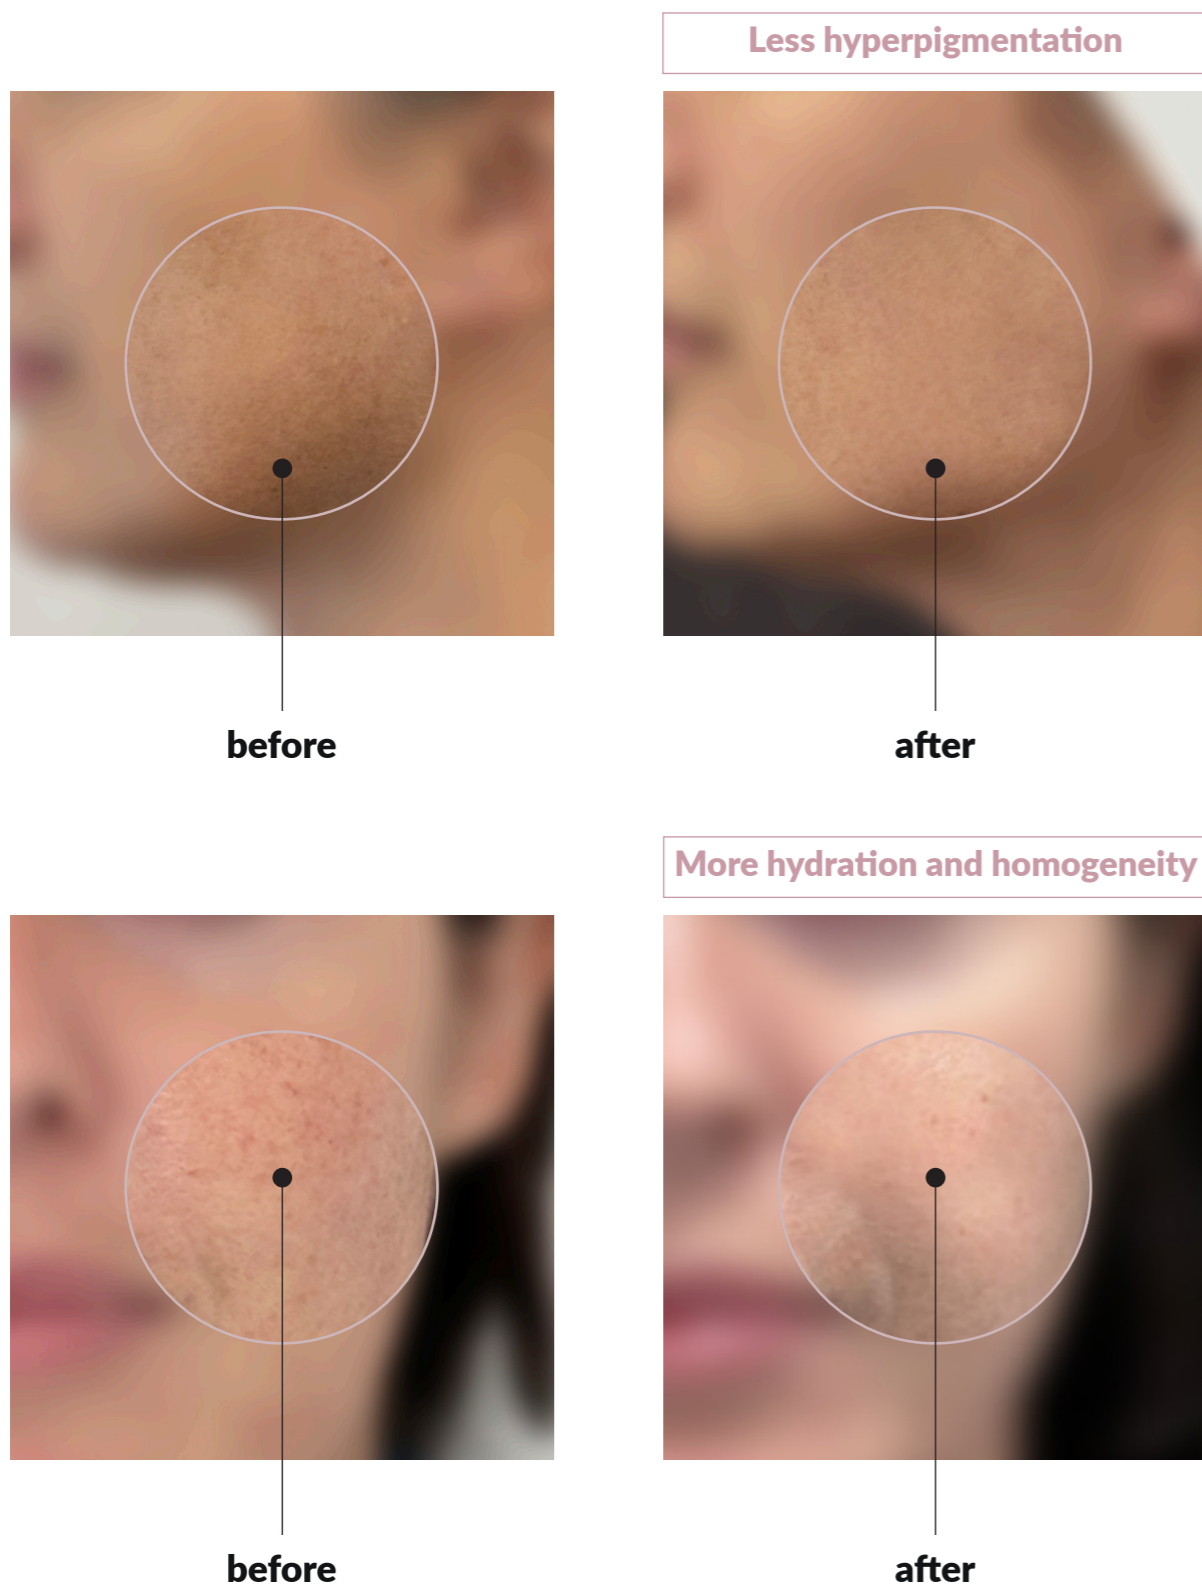 Less hyperpigmentation
before
after
More hydration and homogeneity
before
after